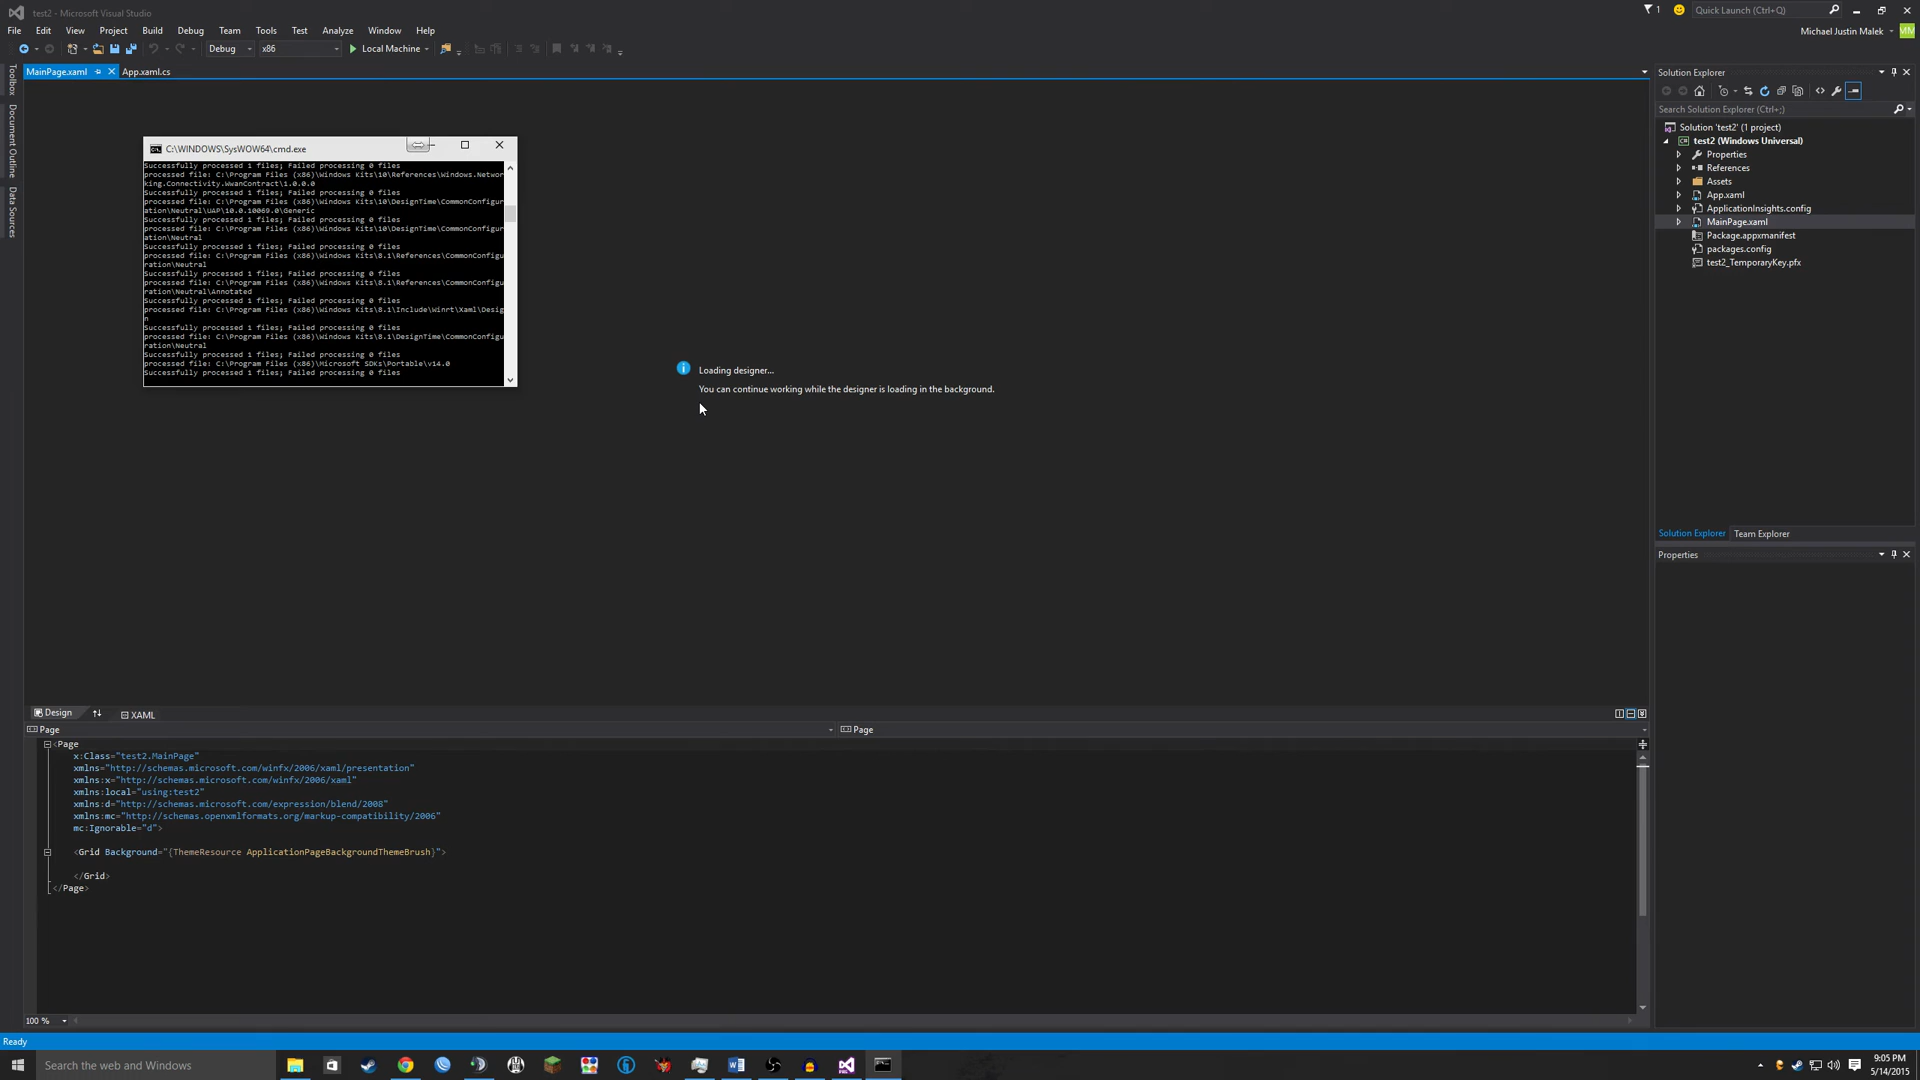 test2 - Microsoft Visual Studio
1
Quick Launch (Ctrl+Q)
File Edit View Project Build Debug Team Tools Test Analyze Window Help
Michael Justin Malek MM
Debug x86 Local Machine
MainPage.xaml App.xaml.cs
Toolbox
Document Outline
Data Sources
C:\WINDOWS\SysWOW64\cmd.exe
Successfully processed 1 files; Failed processing 0 files
processed file: C:\Program Files (x86)\Windows Kits\10\References\Windows.Networ
king.Connectivity.WwanContract\1.0.0.0
Successfully processed 1 files; Failed processing 0 files
processed file: C:\Program Files (x86)\Windows Kits\10\DesignTime\CommonConfigur
ation\Neutral\UAP\10.0.10069.0\Generic
Successfully processed 1 files; Failed processing 0 files
processed file: C:\Program Files (x86)\Windows Kits\10\DesignTime\CommonConfigur
ation\Neutral
Successfully processed 1 files; Failed processing 0 files
processed file: C:\Program Files (x86)\Windows Kits\8.1\References\CommonConfigu
ration\Neutral
Successfully processed 1 files; Failed processing 0 files
processed file: C:\Program Files (x86)\Windows Kits\8.1\References\CommonConfigu
ration\Neutral\Annotated
Successfully processed 1 files; Failed processing 0 files
processed file: C:\Program Files (x86)\Windows Kits\8.1\Include\Winrt\Xaml\Desig
n
Successfully processed 1 files; Failed processing 0 files
processed file: C:\Program Files (x86)\Windows Kits\8.1\DesignTime\CommonConfigu
ration\Neutral
Successfully processed 1 files; Failed processing 0 files
processed file: C:\Program Files (x86)\Microsoft SDKs\Portable\v14.0
Successfully processed 1 files; Failed processing 0 files
Loading designer...
You can continue working while the designer is loading in the background.
Solution Explorer
Search Solution Explorer (Ctrl+;)
Solution 'test2' (1 project)
test2 (Windows Universal)
Properties
References
Assets
App.xaml
ApplicationInsights.config
MainPage.xaml
Package.appxmanifest
packages.config
test2_TemporaryKey.pfx
Solution Explorer Team Explorer
Properties
Design XAML
Page Page
<Page
x:Class="test2.MainPage"
xmlns="http://schemas.microsoft.com/winfx/2006/xaml/presentation"
xmlns:x="http://schemas.microsoft.com/winfx/2006/xaml"
xmlns:local="using:test2"
xmlns:d="http://schemas.microsoft.com/expression/blend/2008"
xmlns:mc="http://schemas.openxmlformats.org/markup-compatibility/2006"
mc:Ignorable="d">
<Grid Background="{ThemeResource ApplicationPageBackgroundThemeBrush}">
</Grid>
</Page>
100 %
Ready
Search the web and Windows
9:05 PM
5/14/2015